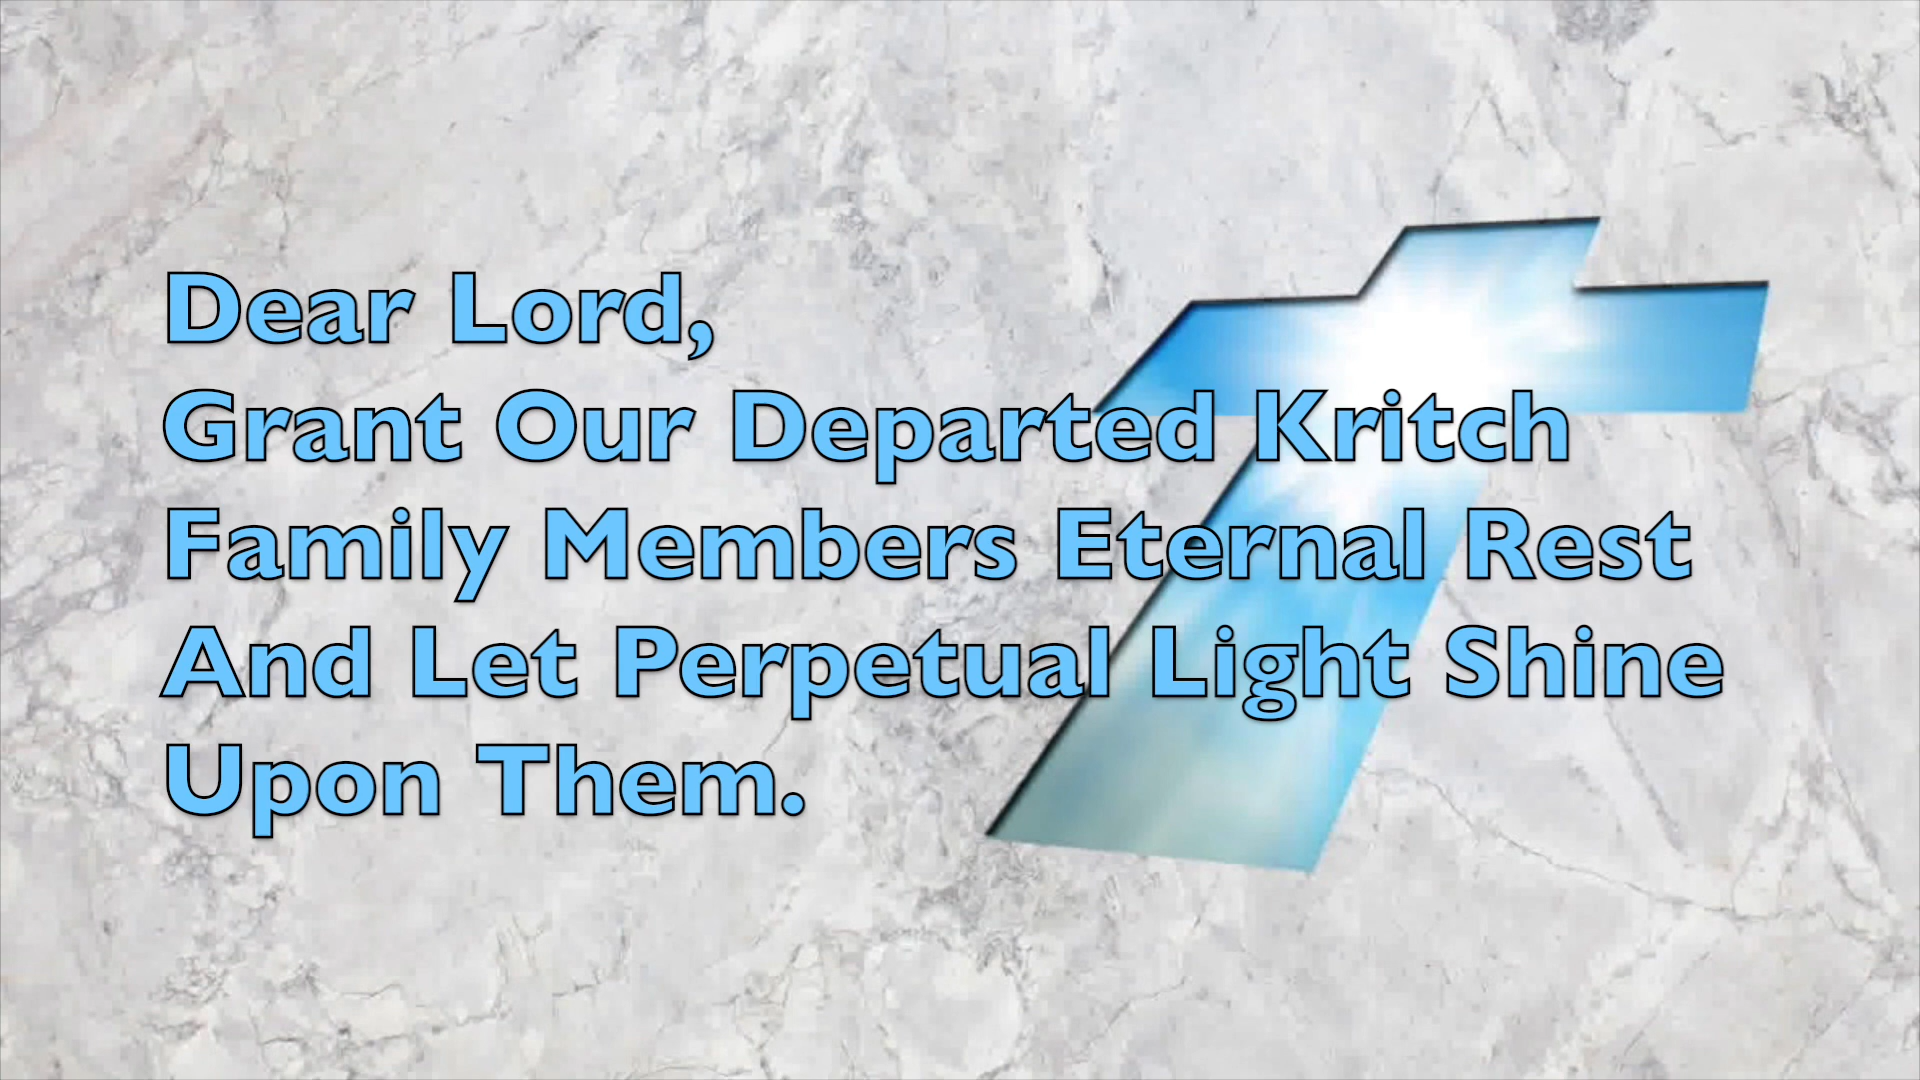 Dear Lord,
Grant Our Departed Kritch
Family Members Eternal Rest
And Let Perpetual Light Shine
Upon Them.